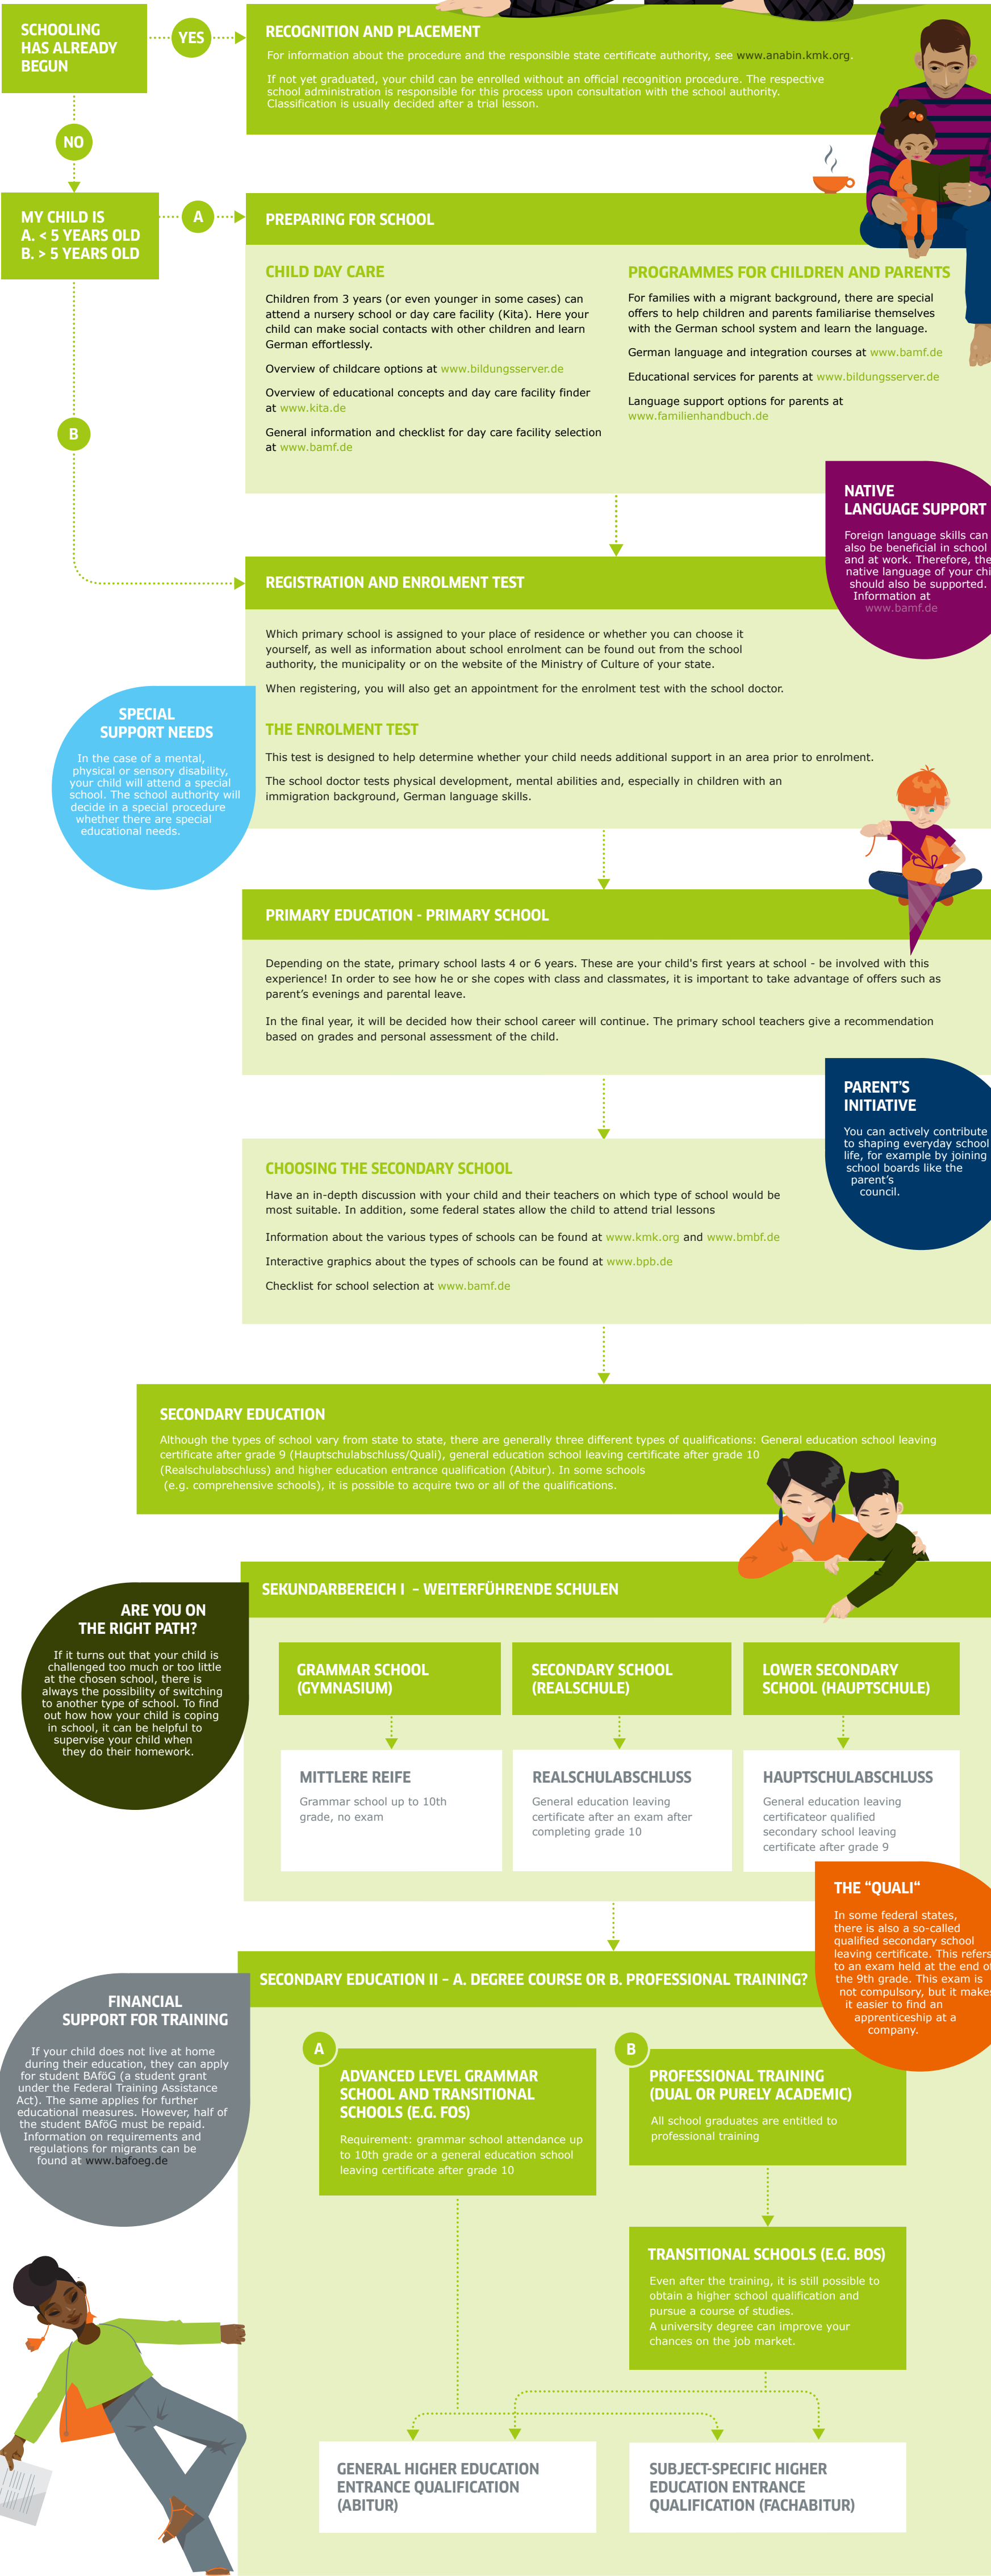 SCHOOLING
HAS ALREADY
BEGUN
YES
RECOGNITION AND PLACEMENT
For information about the procedure and the responsible state certificate authority, see www.anabin.kmk.org.
If not yet graduated, your child can be enrolled without an official recognition procedure. The respective
school administration is responsible for this process upon consultation with the school authority.
Classification is usually decided after a trial lesson.
NO
MY CHILD IS
A. < 5 YEARS OLD
B. > 5 YEARS OLD
A
PREPARING FOR SCHOOL
CHILD DAY CARE
Children from 3 years (or even younger in some cases) can
attend a nursery school or day care facility (Kita). Here your
child can make social contacts with other children and learn
German effortlessly.
Overview of childcare options at www.bildungsserver.de
Overview of educational concepts and day care facility finder
at www.kita.de
General information and checklist for day care facility selection
at www.bamf.de
PROGRAMMES FOR CHILDREN AND PARENTS
For families with a migrant background, there are special
offers to help children and parents familiarise themselves
with the German school system and learn the language.
German language and integration courses at www.bamf.de
Educational services for parents at www.bildungsserver.de
Language support options for parents at
www.familienhandbuch.de
B
NATIVE
LANGUAGE SUPPORT
Foreign language skills can
also be beneficial in school
and at work. Therefore, the
native language of your chi
should also be supported.
Information at
www.bamf.de
REGISTRATION AND ENROLMENT TEST
Which primary school is assigned to your place of residence or whether you can choose it
yourself, as well as information about school enrolment can be found out from the school
authority, the municipality or on the website of the Ministry of Culture of your state.
When registering, you will also get an appointment for the enrolment test with the school doctor.
THE ENROLMENT TEST
This test is designed to help determine whether your child needs additional support in an area prior to enrolment.
The school doctor tests physical development, mental abilities and, especially in children with an
immigration background, German language skills.
SPECIAL
SUPPORT NEEDS
In the case of a mental,
physical or sensory disability,
your child will attend a special
school. The school authority will
decide in a special procedure
whether there are special
educational needs.
PRIMARY EDUCATION - PRIMARY SCHOOL
Depending on the state, primary school lasts 4 or 6 years. These are your child's first years at school - be involved with this
experience! In order to see how he or she copes with class and classmates, it is important to take advantage of offers such as
parent's evenings and parental leave.
In the final year, it will be decided how their school career will continue. The primary school teachers give a recommendation
based on grades and personal assessment of the child.
PARENT'S
INITIATIVE
You can actively contribute
to shaping everyday school
life, for example by joining
school boards like the
parent's
council.
CHOOSING THE SECONDARY SCHOOL
Have an in-depth discussion with your child and their teachers on which type of school would be
most suitable. In addition, some federal states allow the child to attend trial lessons
Information about the various types of schools can be found at www.kmk.org and www.bmbf.de
Interactive graphics about the types of schools can be found at www.bpb.de
Checklist for school selection at www.bamf.de
SECONDARY EDUCATION
Although the types of school vary from state to state, there are generally three different types of qualifications: General education school leaving
certificate after grade 9 (Hauptschulabschluss/Quali), general education school leaving certificate after grade 10
(Realschulabschluss) and higher education entrance qualification (Abitur). In some schools
(e.g. comprehensive schools), it is possible to acquire two or all of the qualifications.
SEKUNDARBEREICH I – WEITERFÜHRENDE SCHULEN
ARE YOU ON
THE RIGHT PATH?
If it turns out that your child is
challenged too much or too little
at the chosen school, there is
always the possibility of switching
to another type of school. To find
out how how your child is coping
in school, it can be helpful to
supervise your child when
they do their homework.
GRAMMAR SCHOOL
(GYMNASIUM)
MITTLERE REIFE
Grammar school up to 10th
grade, no exam
SECONDARY SCHOOL
(REALSCHULE)
REALSCHULABSCHLUSS
General education leaving
certificate after an exam after
completing grade 10
LOWER SECONDARY
SCHOOL (HAUPTSCHULE)
HAUPTSCHULABSCHLUSS
General education leaving
certificateor qualified
secondary school leaving
certificate after grade 9
THE "QUALI"
In some federal states,
there is also a so-called
qualified secondary school
leaving certificate. This refers
to an exam held at the end of
the 9th grade. This exam is
not compulsory, but it makes
it easier to find an
apprenticeship at a
company.
SECONDARY EDUCATION II – A. DEGREE COURSE OR B. PROFESSIONAL TRAINING?
FINANCIAL
SUPPORT FOR TRAINING
If your child does not live at home
during their education, they can apply
for student BAföG (a student grant
under the Federal Training Assistance
Act). The same applies for further
educational measures. However, half of
the student BAföG must be repaid.
Information on requirements and
regulations for migrants can be
found at www.bafoeg.de
A
ADVANCED LEVEL GRAMMAR
SCHOOL AND TRANSITIONAL
SCHOOLS (E.G. FOS)
Requirement: grammar school attendance up
to 10th grade or a general education school
leaving certificate after grade 10
B
PROFESSIONAL TRAINING
(DUAL OR PURELY ACADEMIC)
All school graduates are entitled to
professional training
TRANSITIONAL SCHOOLS (E.G. BOS)
Even after the training, it is still possible to
obtain a higher school qualification and
pursue a course of studies.
A university degree can improve your
chances on the job market.
GENERAL HIGHER EDUCATION
ENTRANCE QUALIFICATION
(ABITUR)
SUBJECT-SPECIFIC HIGHER
EDUCATION ENTRANCE
QUALIFICATION (FACHABITUR)